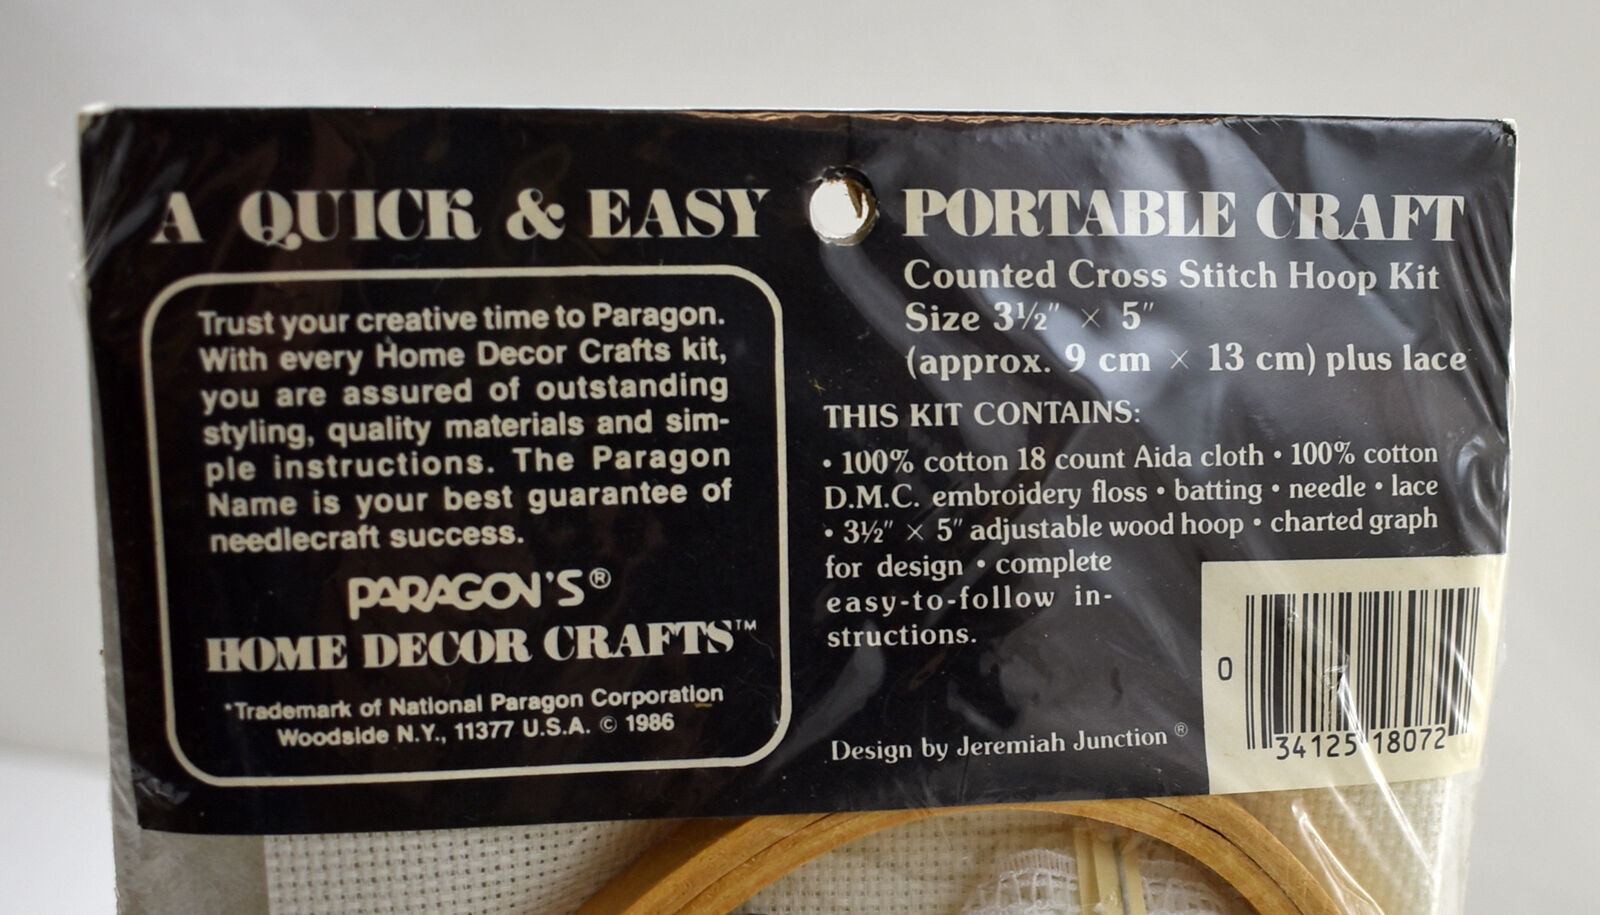 A QUICK & EASY
PORTABLE CRAFT
Trust your creative time to Paragon.
With every Home Decor Crafts kit,
you are assured of outstanding
styling, quality materials and sim-
ple instructions. The Paragon
Name is your best guarantee of
needlecraft success.
PARAGON'S®
HOME DECOR CRAFTS™
*Trademark of National Paragon Corporation
Woodside N.Y., 11377 U.S.A. © 1986
Counted Cross Stitch Hoop Kit
Size 3½″ × 5″
(approx. 9 cm × 13 cm) plus lace
THIS KIT CONTAINS:
• 100% cotton 18 count Aida cloth • 100% cotton
D.M.C. embroidery floss • batting • needle • lace
• 3½″ × 5″ adjustable wood hoop • charted graph
for design • complete
easy-to-follow in-
structions.
Design by Jeremiah Junction®
0 34125 18072